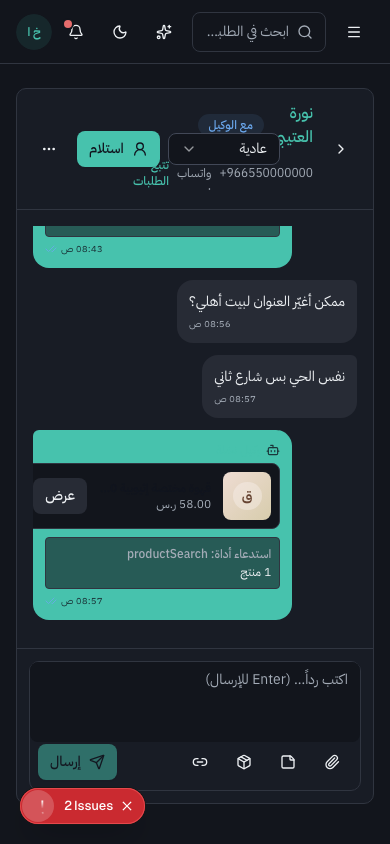 ابحث في الطلبـ...
خ ا
نورة
العتيبي
مع الوكيل
عادية
استلام
+966550000000
واتساب
·
تتبع
الطلبات
08:43 ص
ممكن أغيّر العنوان لبيت أهلي؟
08:56 ص
نفس الحي بس شارع ثاني
08:57 ص
ق
58.00 ر.س
عرض
استدعاء أداة: productSearch
1 منتج
08:57 ص
اكتب رداً... (Enter للإرسال)
إرسال
2 Issues